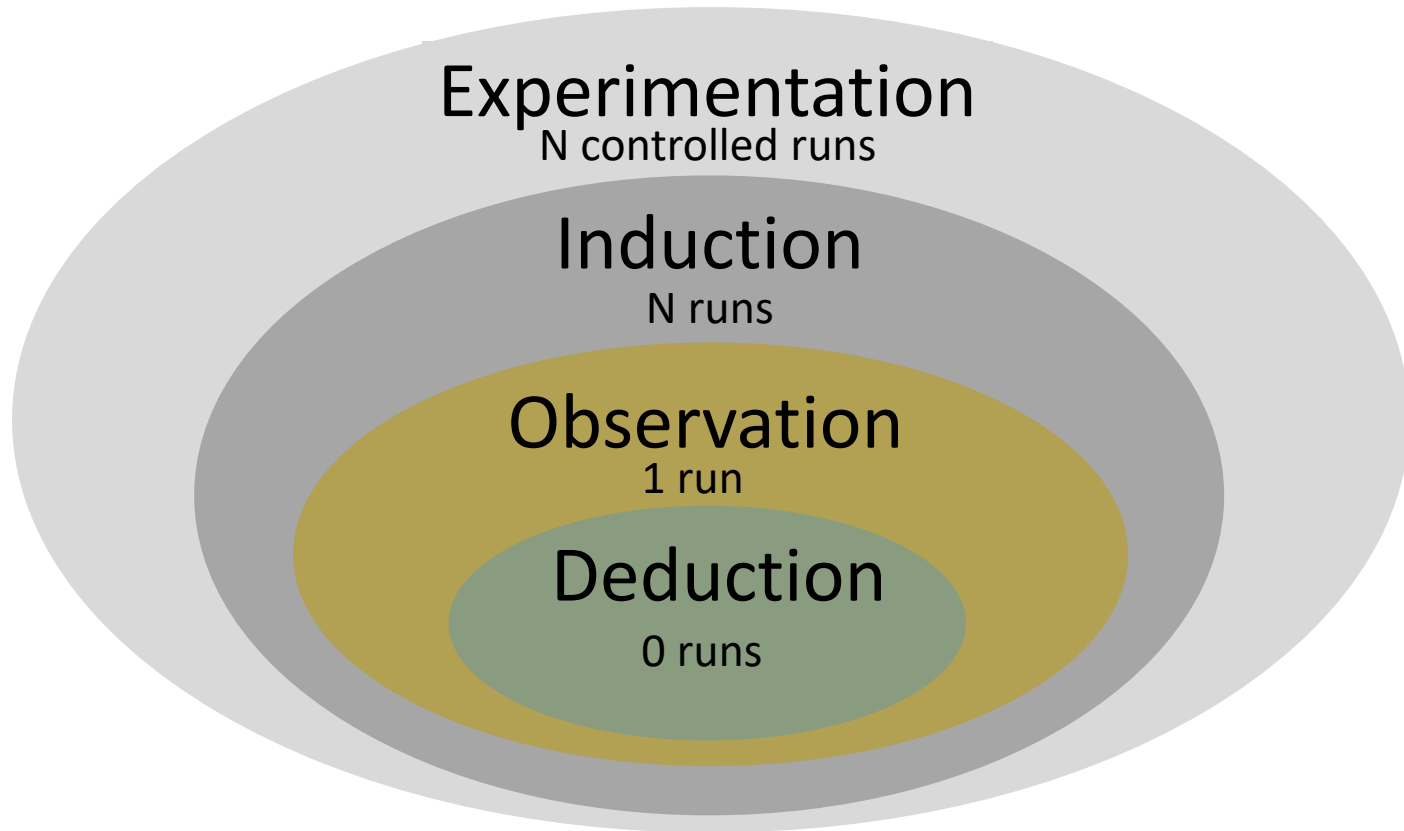 Experimentation
N controlled runs
Induction
N runs
Observation
1 run
Deduction
0 runs